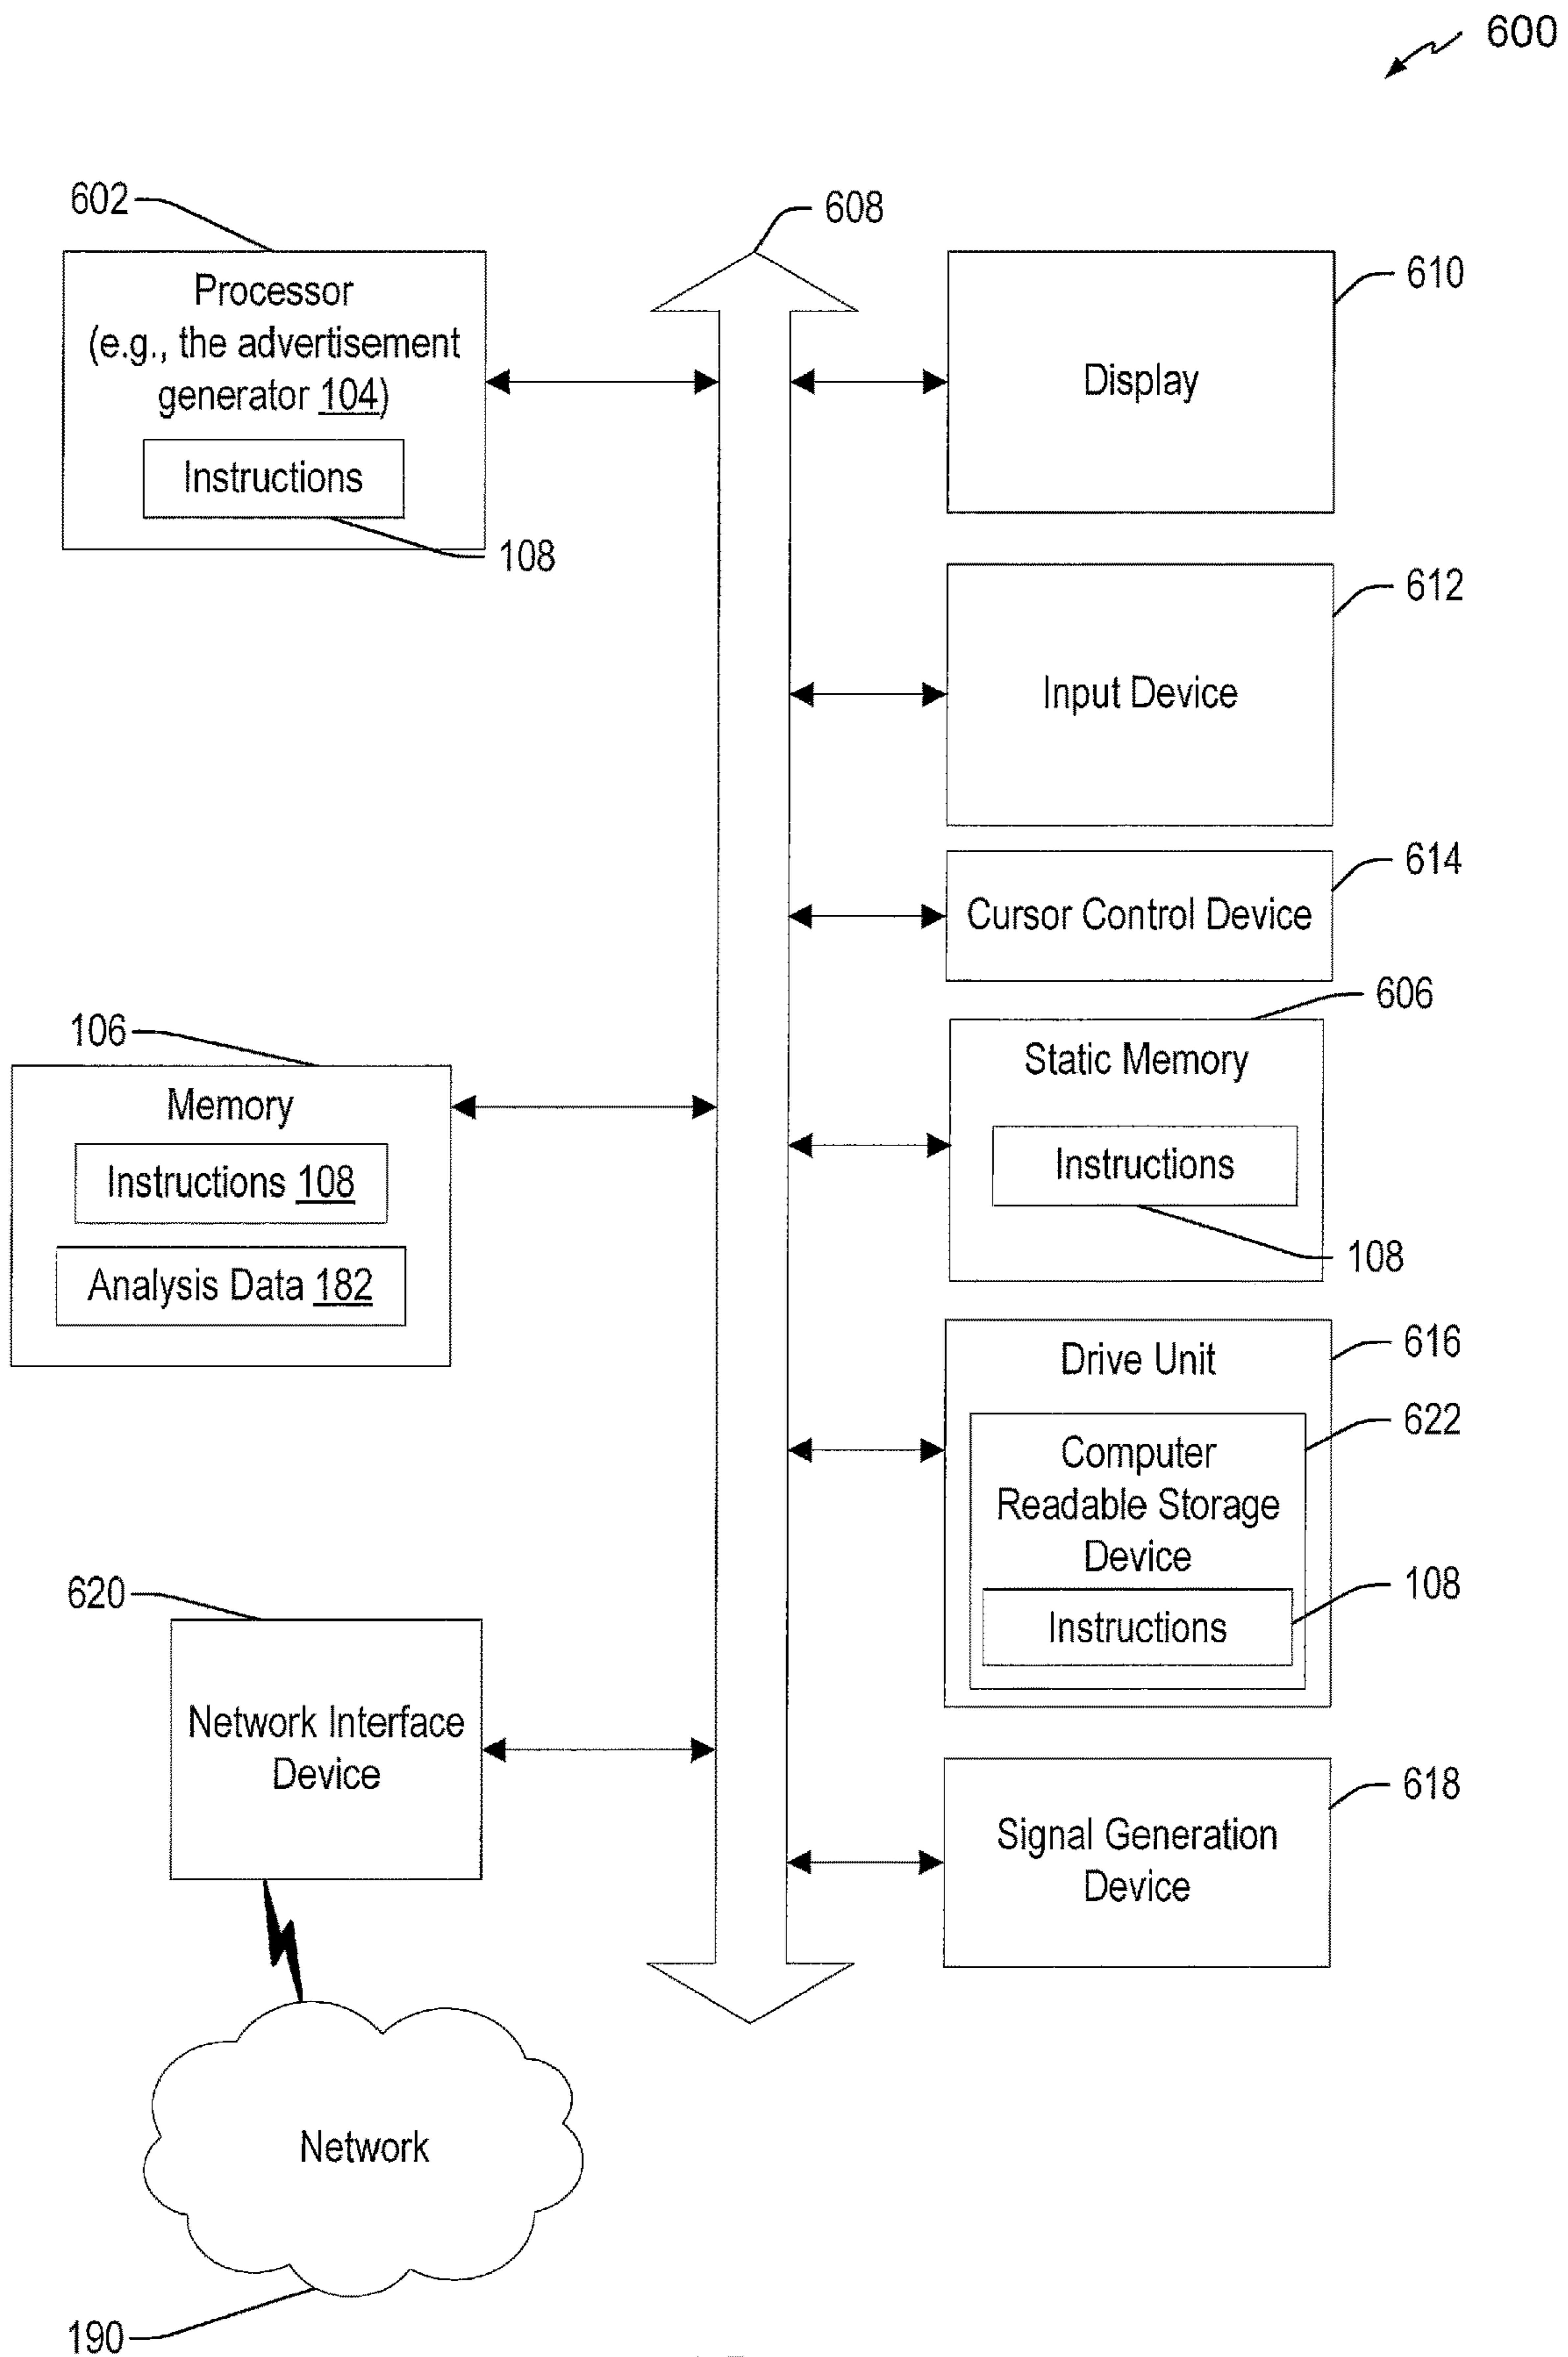 600
602
Processor
(e.g., the advertisement
generator 104)
Instructions
108
608
610
Display
612
Input Device
614
Cursor Control Device
606
Static Memory
Instructions
108
106
Memory
Instructions 108
Analysis Data 182
616
Drive Unit
622
Computer
Readable Storage
Device
108
Instructions
620
Network Interface
Device
618
Signal Generation
Device
Network
190